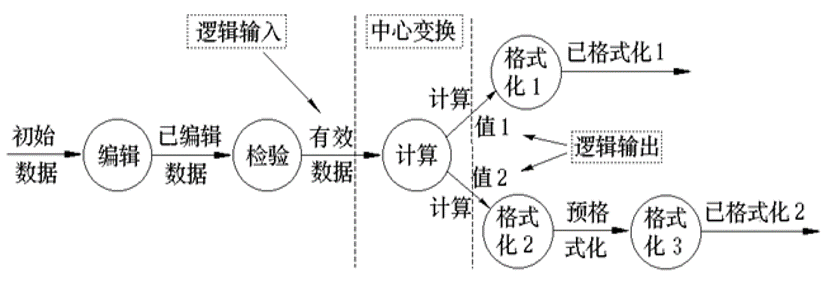 逻辑输入
中心变换
格式
化1
已格式化1
初始
数据
编辑
已编辑
数据
检验
有效
数据
计算
计算
值1
逻辑输出
计算
值2
格式
化2
预格
式化
格式
化3
已格式化2